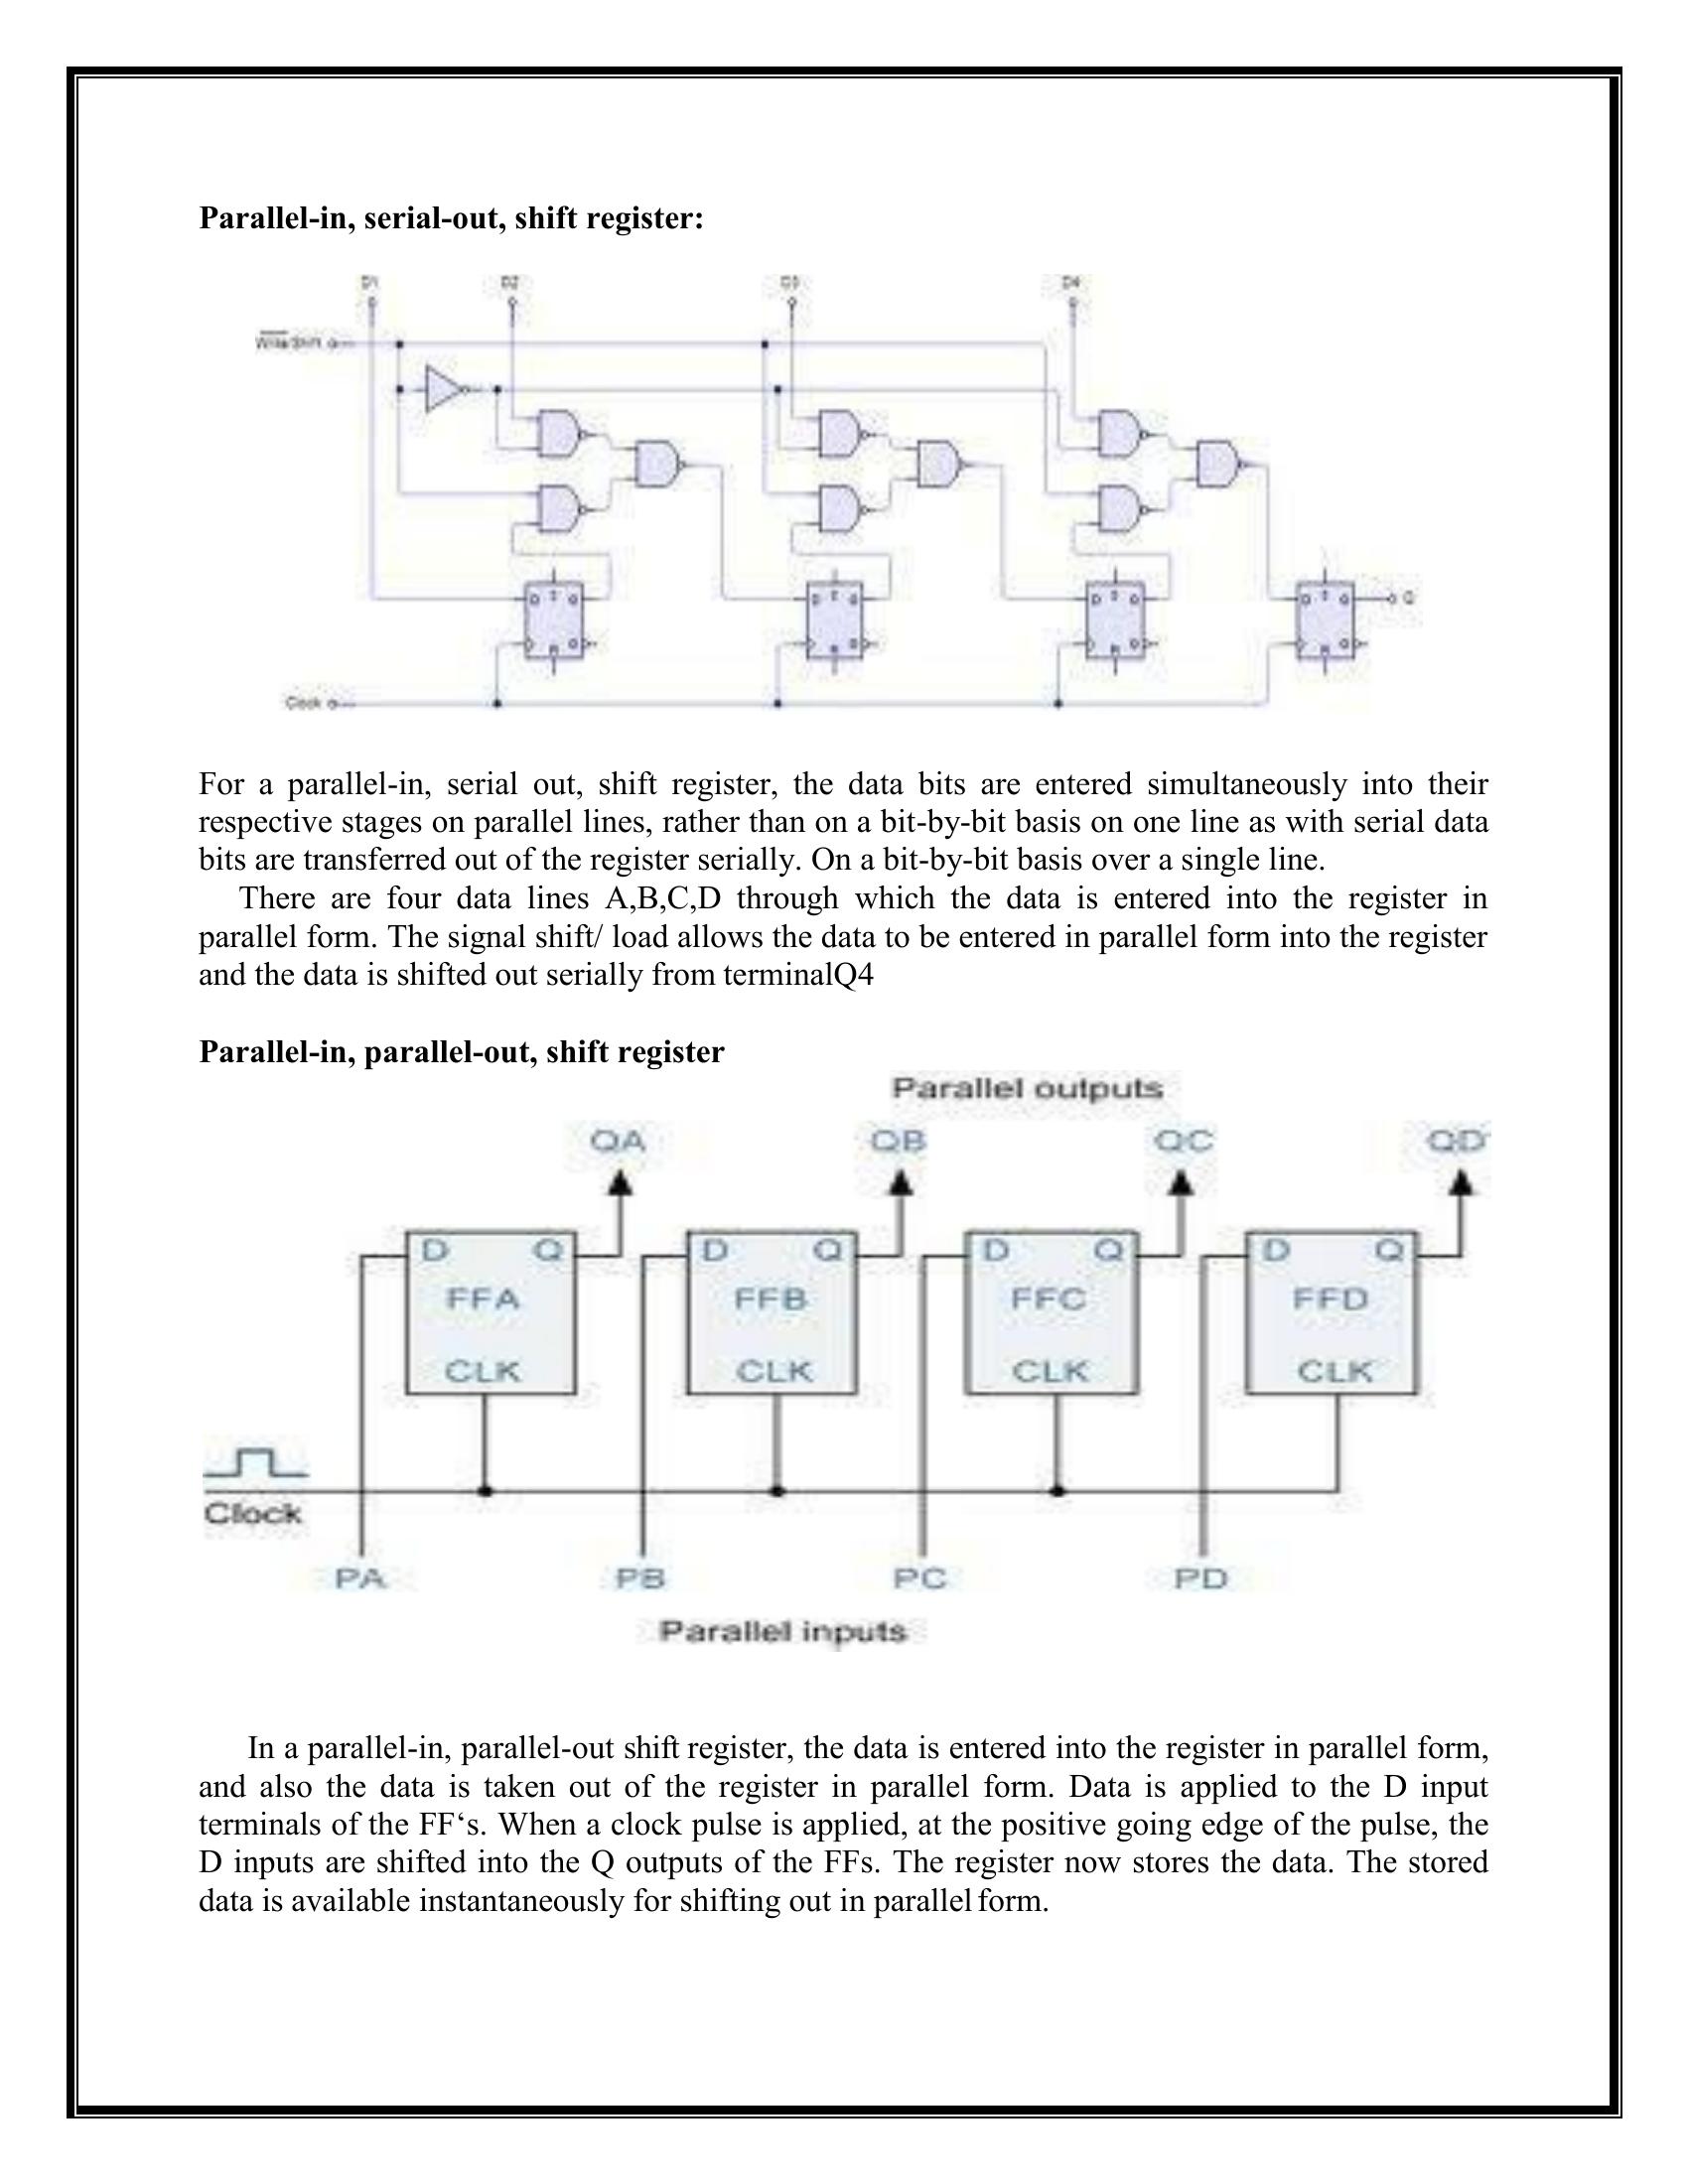 Parallel-in, serial-out, shift register:
D1 D2 D3 D4
Write/Shift
D Q D Q D Q D Q Q
Clock
For a parallel-in, serial out, shift register, the data bits are entered simultaneously into their
respective stages on parallel lines, rather than on a bit-by-bit basis on one line as with serial data
bits are transferred out of the register serially. On a bit-by-bit basis over a single line.
There are four data lines A,B,C,D through which the data is entered into the register in
parallel form. The signal shift/ load allows the data to be entered in parallel form into the register
and the data is shifted out serially from terminalQ4
Parallel-in, parallel-out, shift register
Parallel outputs
QA QB QC QD
D Q D Q D Q D Q
FFA FFB FFC FFD
CLK CLK CLK CLK
Clock
PA PB PC PD
Parallel inputs
In a parallel-in, parallel-out shift register, the data is entered into the register in parallel form,
and also the data is taken out of the register in parallel form. Data is applied to the D input
terminals of the FF‘s. When a clock pulse is applied, at the positive going edge of the pulse, the
D inputs are shifted into the Q outputs of the FFs. The register now stores the data. The stored
data is available instantaneously for shifting out in parallel form.